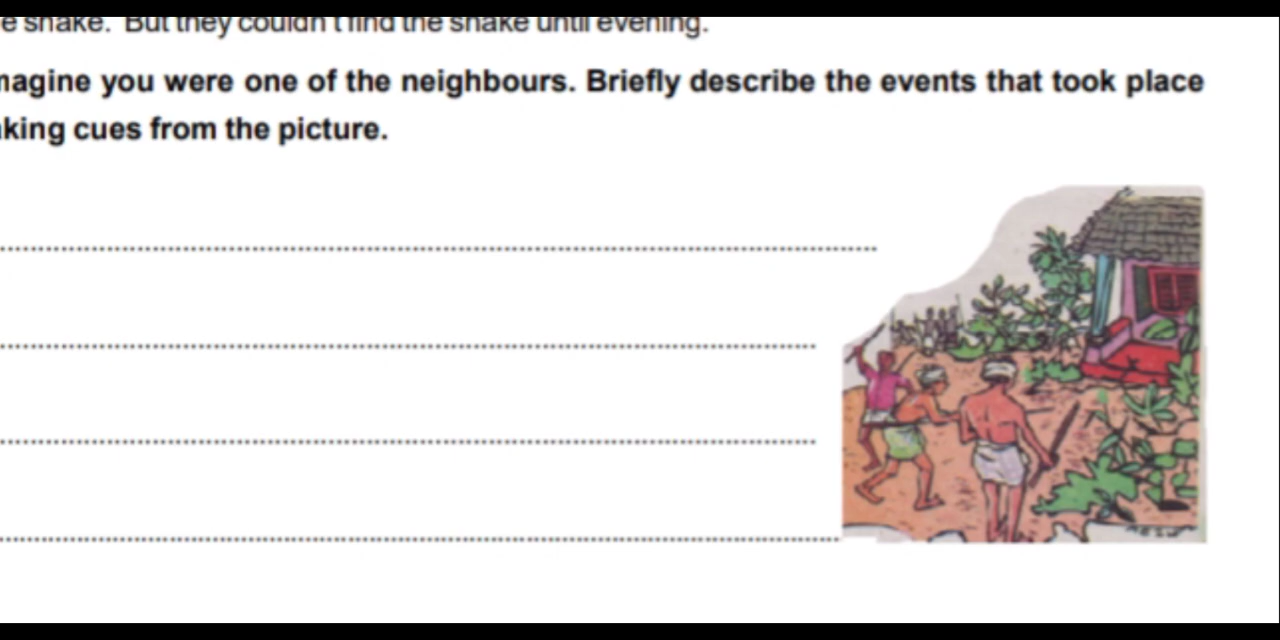 e snake. But they couldn't find the snake until evening.
magine you were one of the neighbours. Briefly describe the events that took place
king cues from the picture.